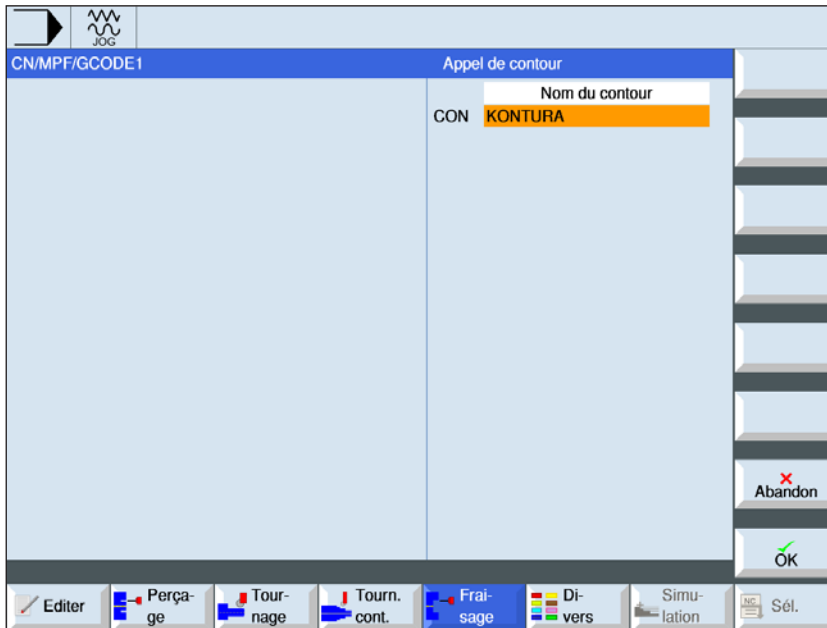 JOG
CN/MPF/GCODE1
Appel de contour
Nom du contour
CON KONTURA
Abandon
OK
Editer
Perça-
ge
Tour-
nage
Tourn.
cont.
Frai-
sage
Di-
vers
Simu-
lation
NC
Sél.